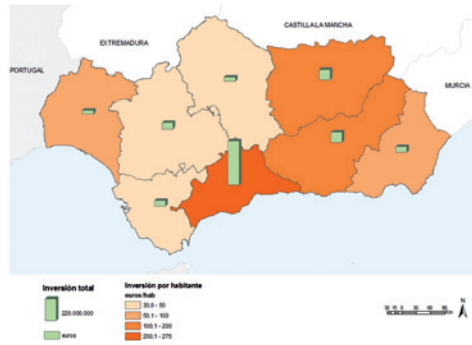 EXTREMADURA
CASTILLA LA MANCHA
PORTUGAL
MURCIA
Inversión total
220.000.000
euros
Inversión por habitante
euros/hab
30,0 - 50
50,1 - 100
100,1 - 200
200,1 - 275
N